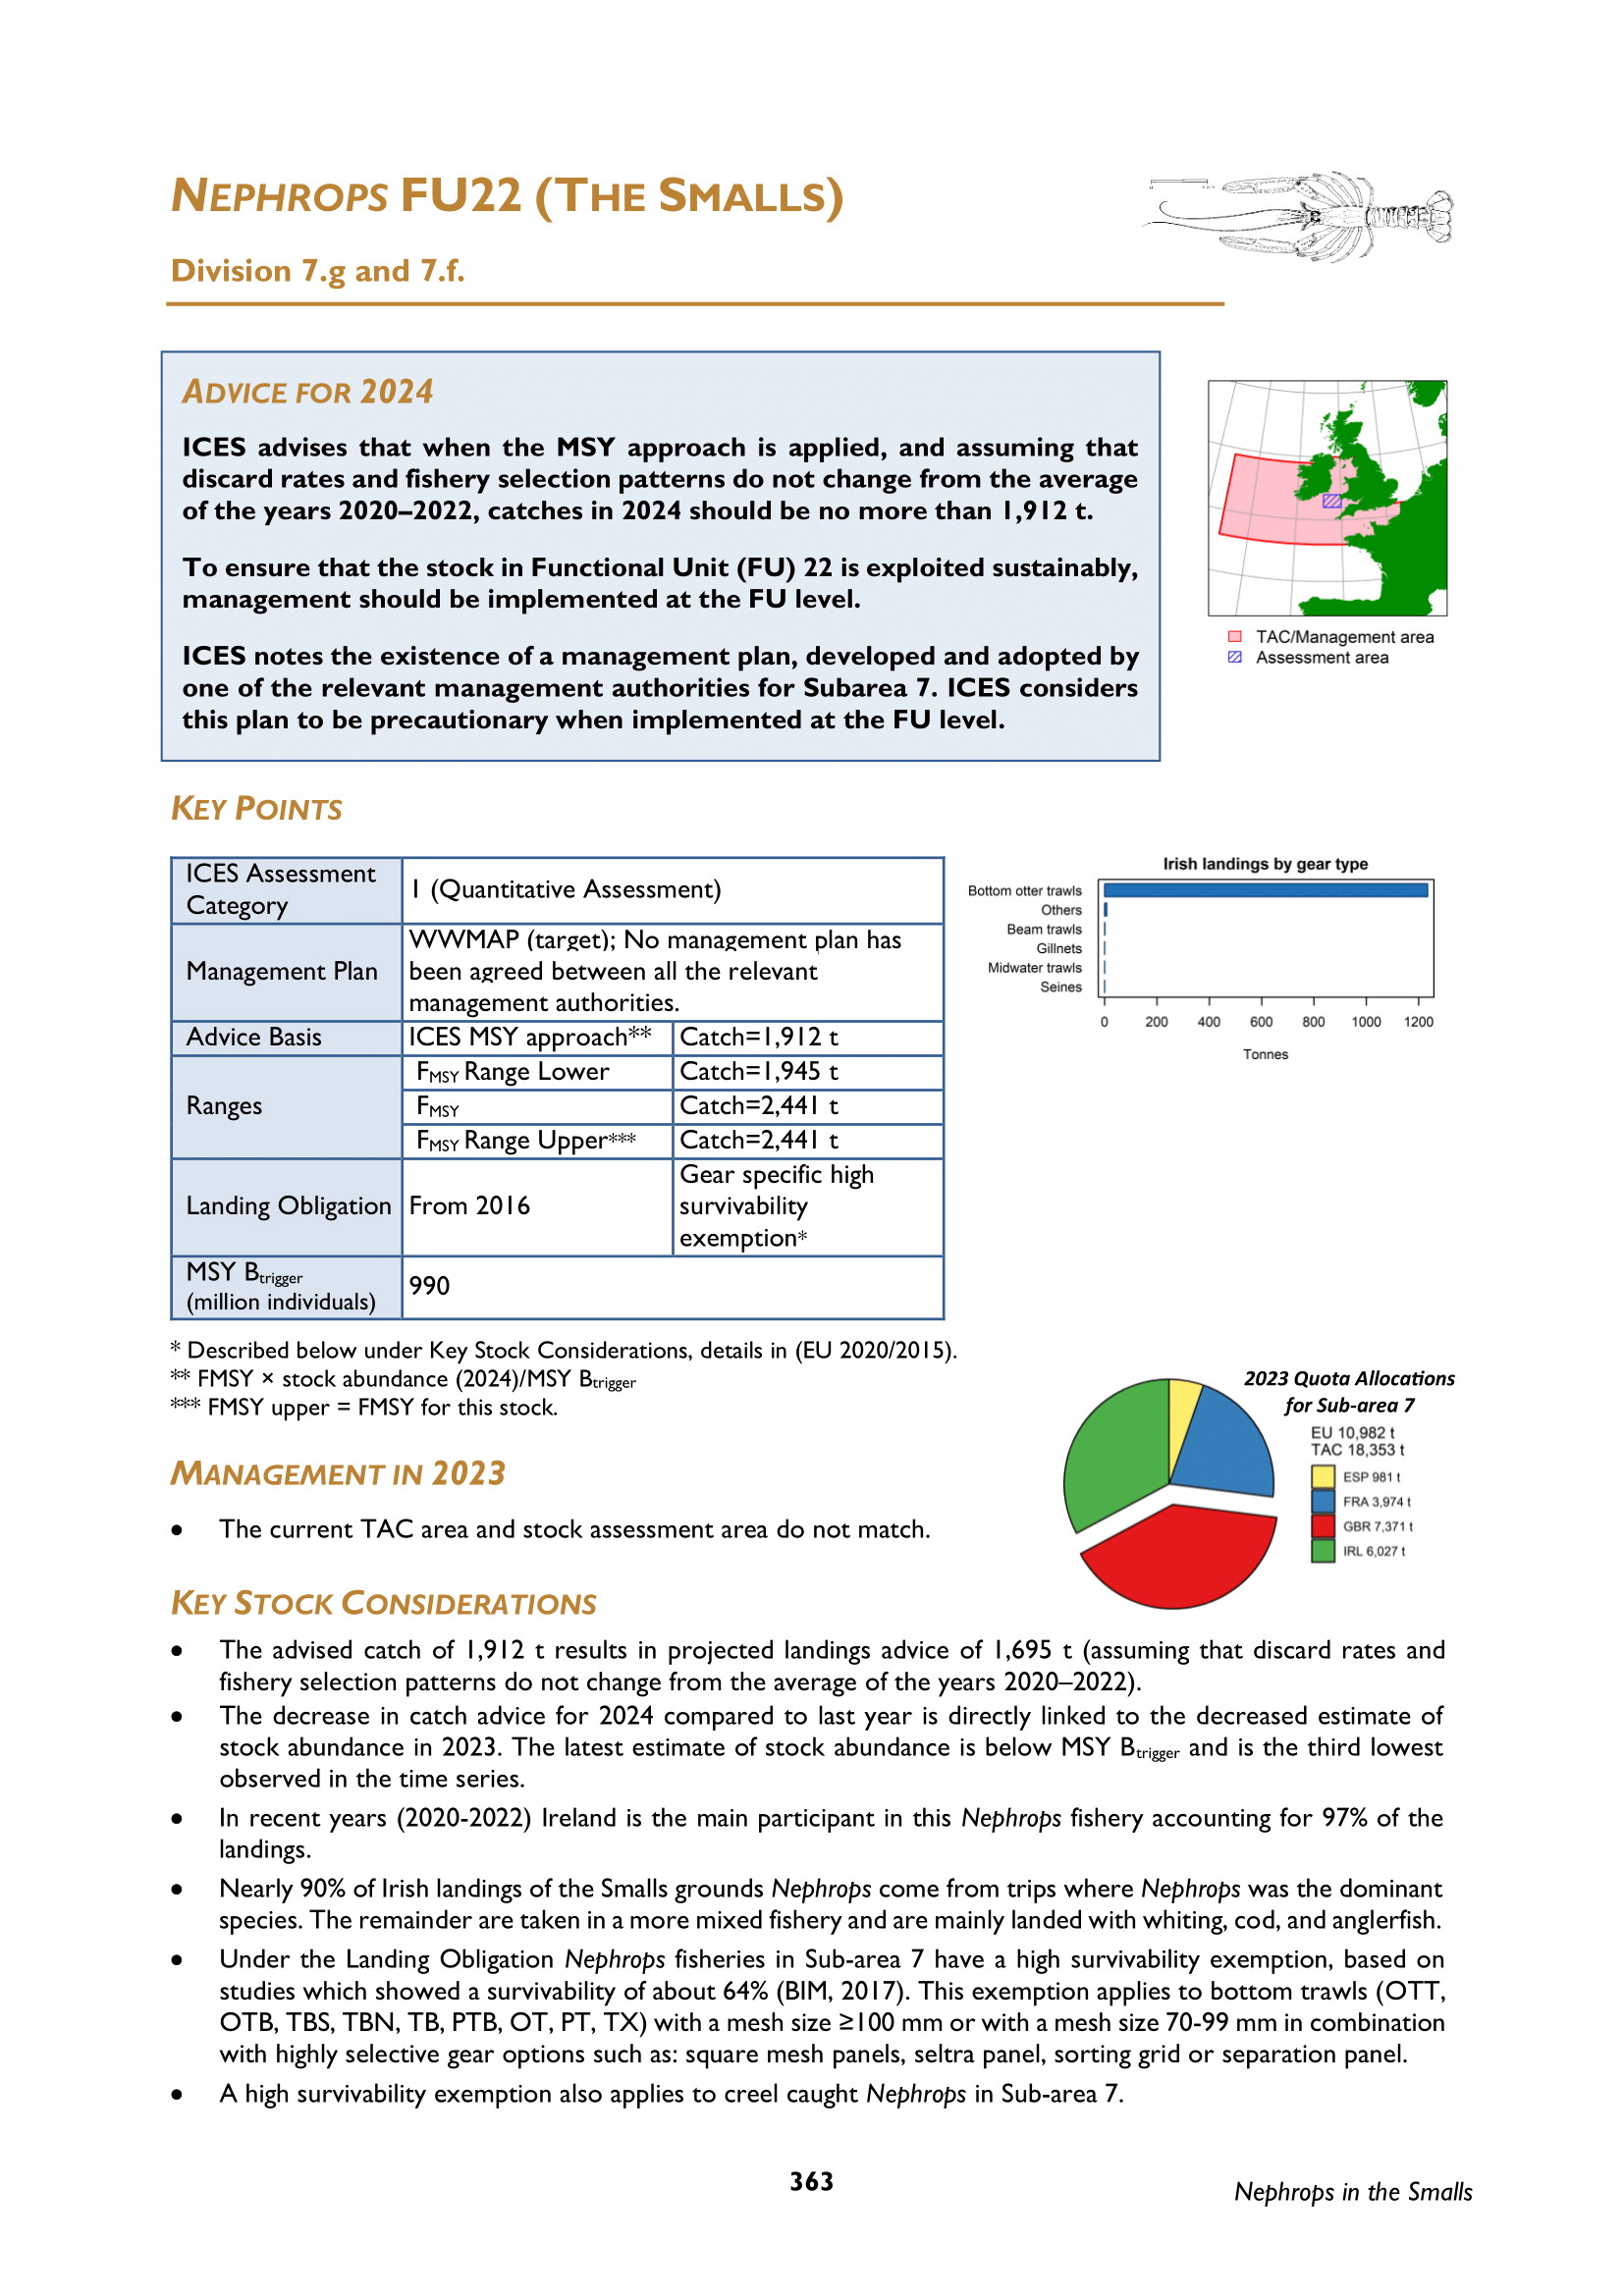 NEPHROPS FU22 (THE SMALLS)
Division 7.g and 7.f.
ADVICE FOR 2024
ICES advises that when the MSY approach is applied, and assuming that
discard rates and fishery selection patterns do not change from the average
of the years 2020–2022, catches in 2024 should be no more than 1,912 t.
To ensure that the stock in Functional Unit (FU) 22 is exploited sustainably,
management should be implemented at the FU level.
ICES notes the existence of a management plan, developed and adopted by
one of the relevant management authorities for Subarea 7. ICES considers
this plan to be precautionary when implemented at the FU level.
TAC/Management area
Assessment area
KEY POINTS
ICES Assessment
Category
1 (Quantitative Assessment)
Management Plan
WWMAP (target); No management plan has
been agreed between all the relevant
management authorities.
Advice Basis
ICES MSY approach**
Catch=1,912 t
Ranges
FMSY Range Lower
Catch=1,945 t
FMSY
Catch=2,441 t
FMSY Range Upper***
Catch=2,441 t
Landing Obligation
From 2016
Gear specific high
survivability
exemption*
MSY Btrigger
(million individuals)
990
Irish landings by gear type
Bottom otter trawls
Others
Beam trawls
Gillnets
Midwater trawls
Seines
0 200 400 600 800 1000 1200
Tonnes
* Described below under Key Stock Considerations, details in (EU 2020/2015).
** FMSY × stock abundance (2024)/MSY Btrigger
*** FMSY upper = FMSY for this stock.
2023 Quota Allocations
for Sub-area 7
EU 10,982 t
TAC 18,353 t
ESP 981 t
FRA 3,974 t
GBR 7,371 t
IRL 6,027 t
MANAGEMENT IN 2023
• The current TAC area and stock assessment area do not match.
KEY STOCK CONSIDERATIONS
• The advised catch of 1,912 t results in projected landings advice of 1,695 t (assuming that discard rates and
fishery selection patterns do not change from the average of the years 2020–2022).
• The decrease in catch advice for 2024 compared to last year is directly linked to the decreased estimate of
stock abundance in 2023. The latest estimate of stock abundance is below MSY Btrigger and is the third lowest
observed in the time series.
• In recent years (2020-2022) Ireland is the main participant in this Nephrops fishery accounting for 97% of the
landings.
• Nearly 90% of Irish landings of the Smalls grounds Nephrops come from trips where Nephrops was the dominant
species. The remainder are taken in a more mixed fishery and are mainly landed with whiting, cod, and anglerfish.
• Under the Landing Obligation Nephrops fisheries in Sub-area 7 have a high survivability exemption, based on
studies which showed a survivability of about 64% (BIM, 2017). This exemption applies to bottom trawls (OTT,
OTB, TBS, TBN, TB, PTB, OT, PT, TX) with a mesh size ≥100 mm or with a mesh size 70-99 mm in combination
with highly selective gear options such as: square mesh panels, seltra panel, sorting grid or separation panel.
• A high survivability exemption also applies to creel caught Nephrops in Sub-area 7.
363
Nephrops in the Smalls